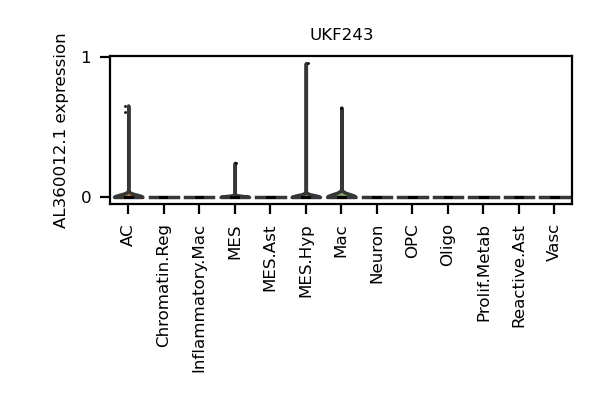 UKF243
AL360012.1 expression
1
0
AC
Chromatin.Reg
Inflammatory.Mac
MES
MES.Ast
MES.Hyp
Mac
Neuron
OPC
Oligo
Prolif.Metab
Reactive.Ast
Vasc